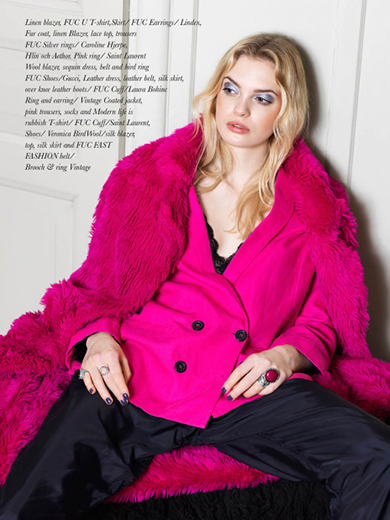 Linen blazer, FUC U T-shirt,Skirt/ FUC Earrings/ Lindex,
Fur coat, linen Blazer, lace top, trousers
FUC Silver rings/ Caroline Hjerpe,
Hlin och Aethor, Pink ring/ Saint Laurent
Wool blazer, sequin dress, belt and bird ring
FUC Shoes/Gucci, Leather dress, leather belt, silk skirt,
over knee leather boots/ FUC Cuff/Laura Bohinc
Ring and earring/ Vintage Coated jacket,
pink trousers, socks and Modern life is
rubbish T-shirt/ FUC Cuff/Saint Laurent,
Shoes/ Veronica BirdWool/silk blazer,
top, silk skirt and FUC EAST
FASHION belt/
Brooch & ring Vintage